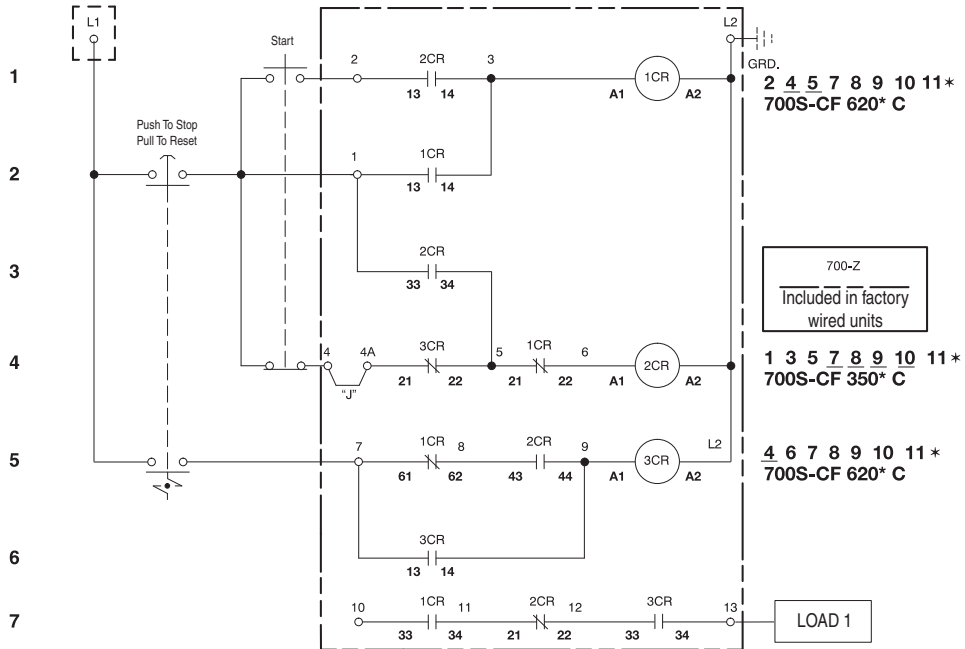 L1
L2
Start
GRD.
1
2
2CR
3
1CR
13 14
A1 A2
2 4 5 7 8 9 10 11*
700S-CF 620* C
Push To Stop
Pull To Reset
2
1
1CR
13 14
3
2CR
33 34
700-Z
Included in factory
wired units
4
4
4A
3CR
5
1CR
6
2CR
"J"
21 22
21 22
A1 A2
1 3 5 7 8 9 10 11*
700S-CF 350* C
5
7
1CR
8
2CR
9
3CR
L2
61 62
43 44
A1 A2
4 6 7 8 9 10 11*
700S-CF 620* C
6
3CR
13 14
7
10
1CR
11
2CR
12
3CR
13
LOAD 1
33 34
21 22
33 34